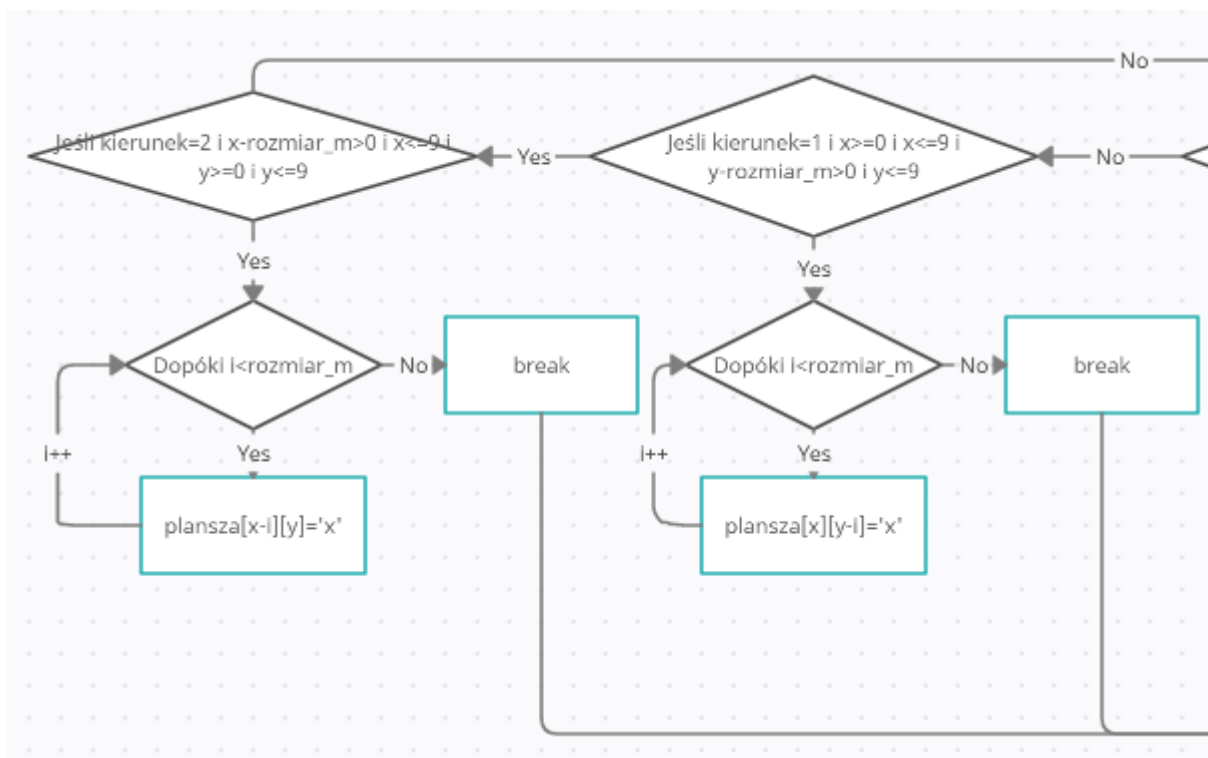 No
Jeśli kierunek=2 i x-rozmiar_m>0 i x<=9 i
y>=0 i y<=9
Yes
Jeśli kierunek=1 i x>=0 i x<=9 i
y-rozmiar_m>0 i y<=9
No
Yes
Yes
Dopóki i<rozmiar_m
No
break
Dopóki i<rozmiar_m
No
break
i++
Yes
i++
Yes
plansza[x-i][y]='x'
plansza[x][y-i]='x'